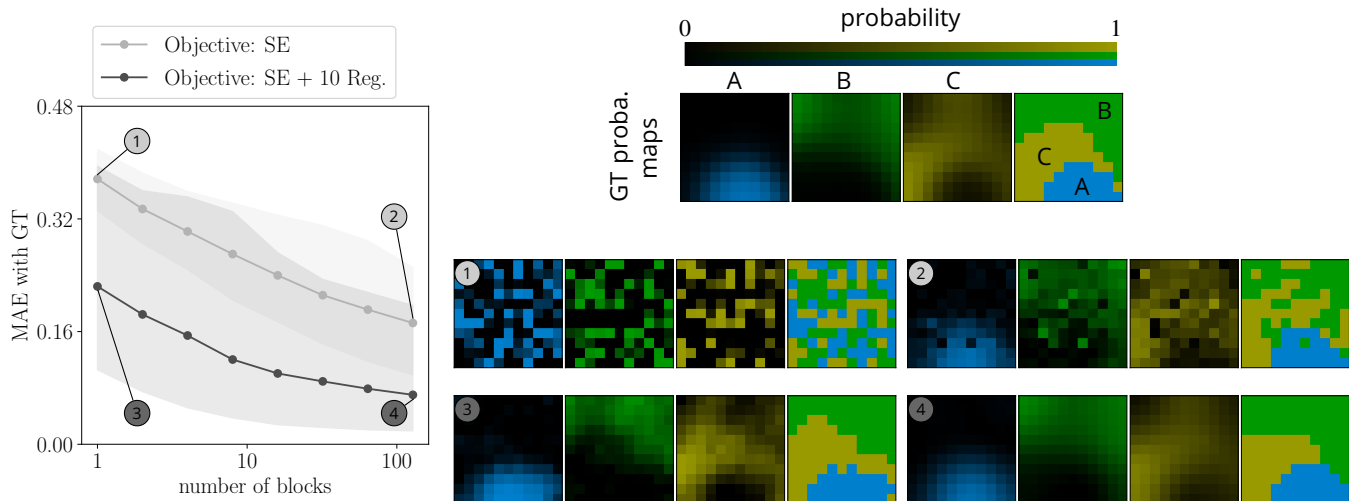 Objective: SE
Objective: SE + 10 Reg.
MAE with GT
0.48
0.32
0.16
0.00
1
2
3
4
1
10
100
number of blocks
probability
0
1
A
B
C
GT proba.
maps
B
C
A
1
2
3
4